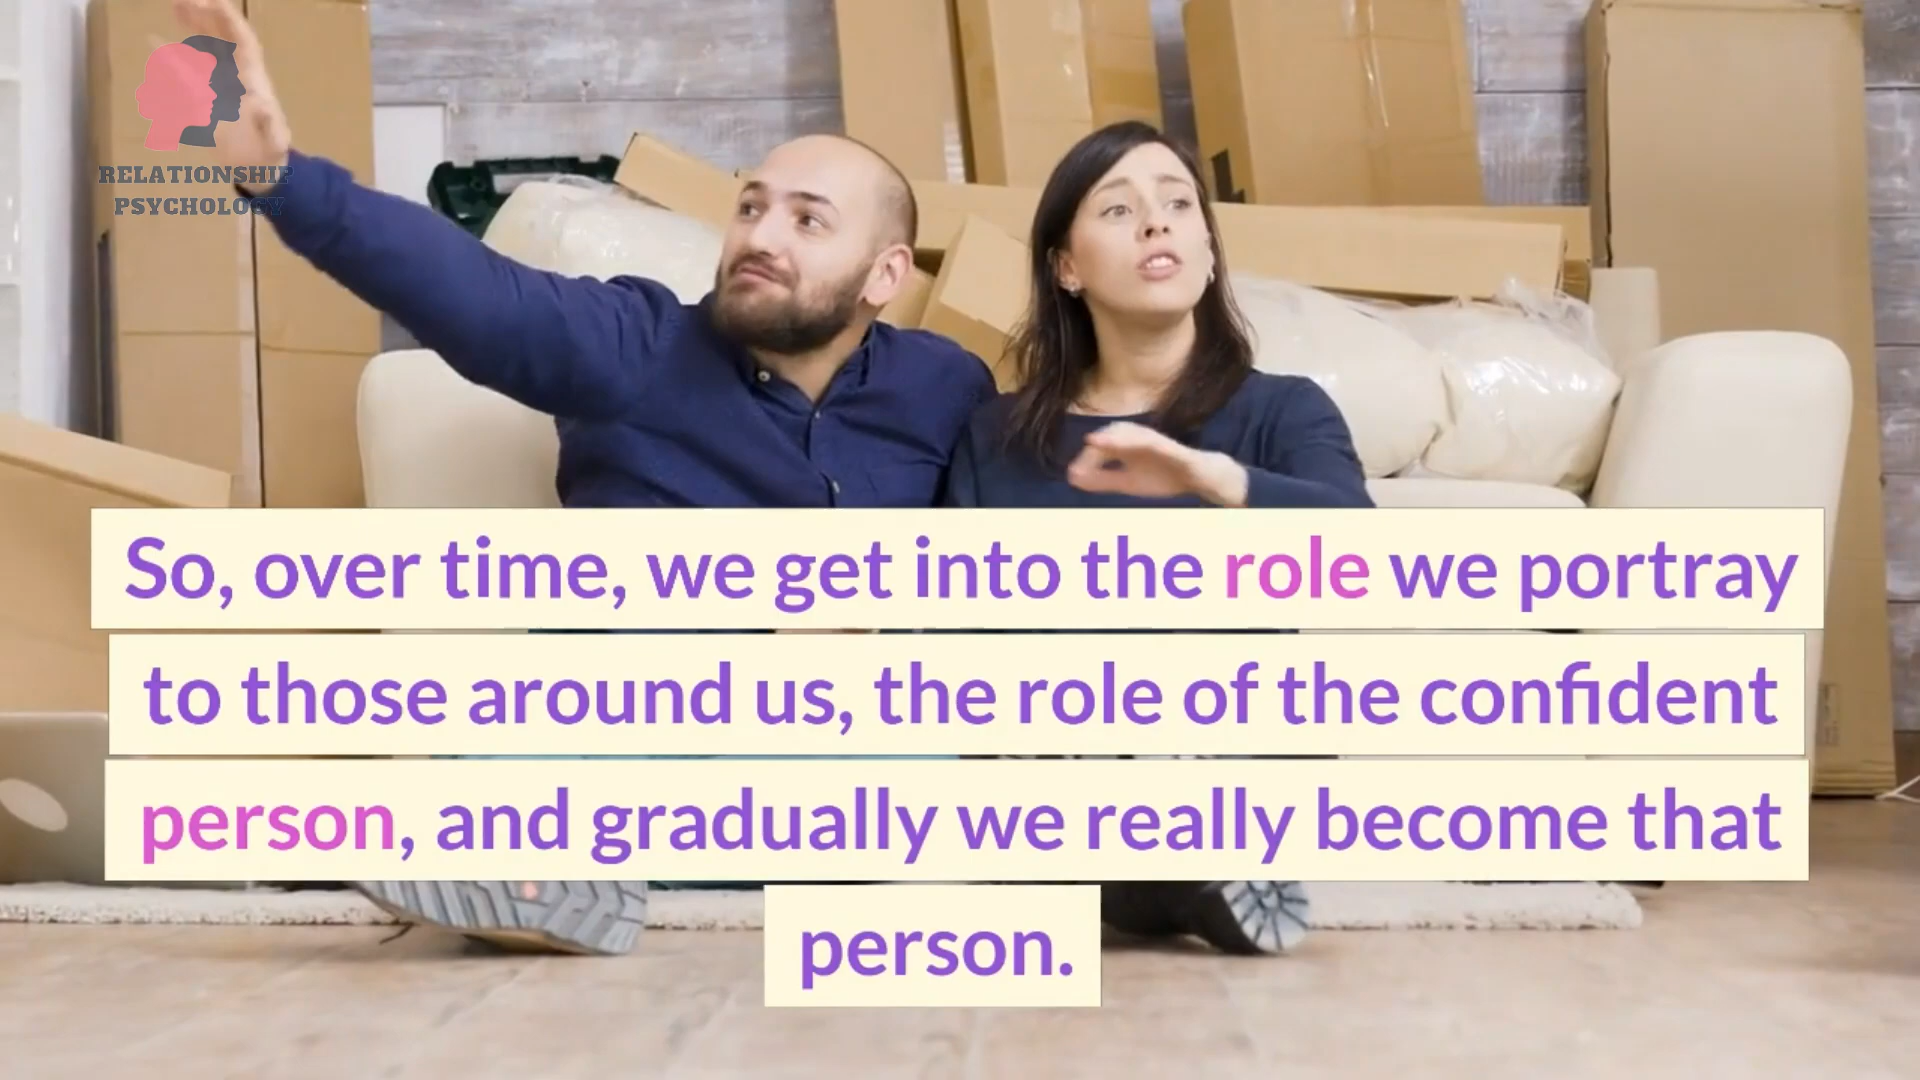 RELATIONSHIP
PSYCHOLOGY
So, over time, we get into the role we portray
to those around us, the role of the confident
person, and gradually we really become that
person.